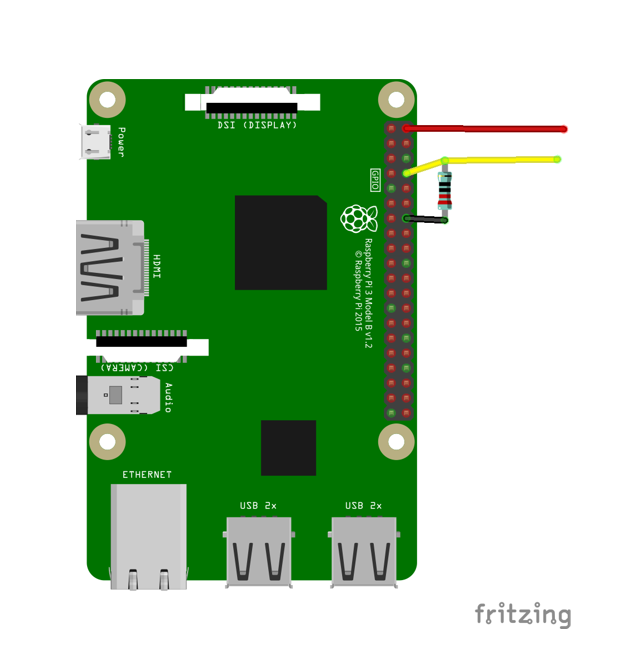 DSI (DISPLAY)
Power
GPIO
HDMI
Raspberry Pi 3 Model B v1.2
© Raspberry Pi 2015
CSI (CAMERA)
Audio
ETHERNET
USB 2x
USB 2x
fritzing